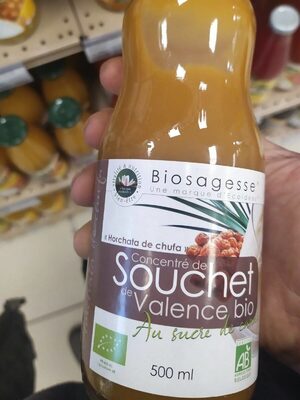 Biosagesse
Une marque d'Ecoidées
« Horchata de chufa »
Concentré de
Souchet
de Valence bio
Au sucre de
500 ml
AB